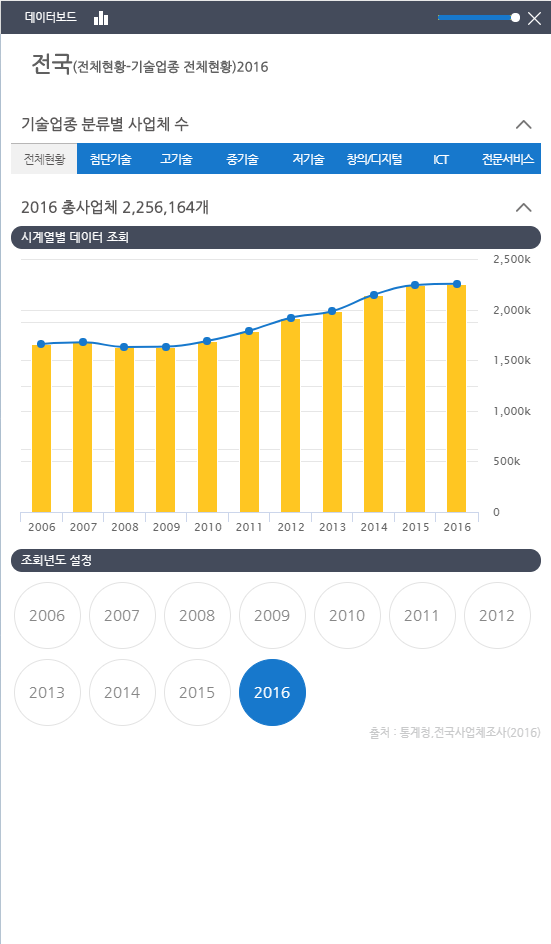 데이터보드
전국(전체현황-기술업종 전체현황)2016
기술업종 분류별 사업체 수
전체현황 첨단기술 고기술 중기술 저기술 창의/디지털 ICT 전문서비스
2016 총사업체 2,256,164개
시계열별 데이터 조회
2,500k
2,000k
1,500k
1,000k
500k
0
2006 2007 2008 2009 2010 2011 2012 2013 2014 2015 2016
조회년도 설정
2006 2007 2008 2009 2010 2011 2012
2013 2014 2015 2016
출처 : 통계청,전국사업체조사(2016)